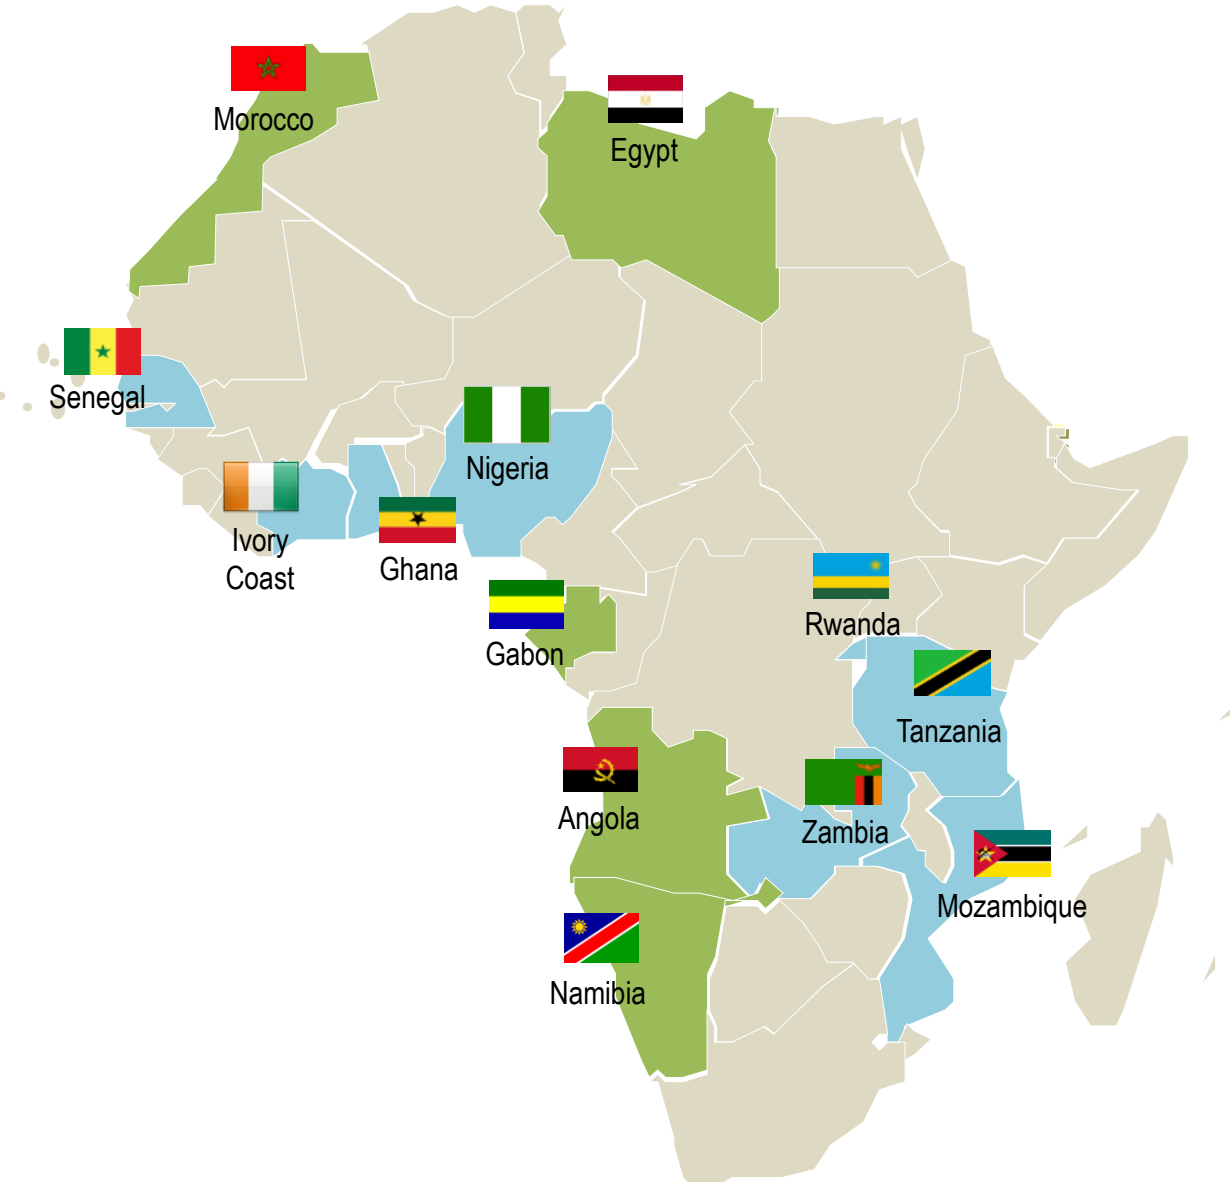 Morocco
Egypt
Senegal
Nigeria
Ivory
Coast
Ghana
Rwanda
Gabon
Tanzania
Angola
Zambia
Mozambique
Namibia